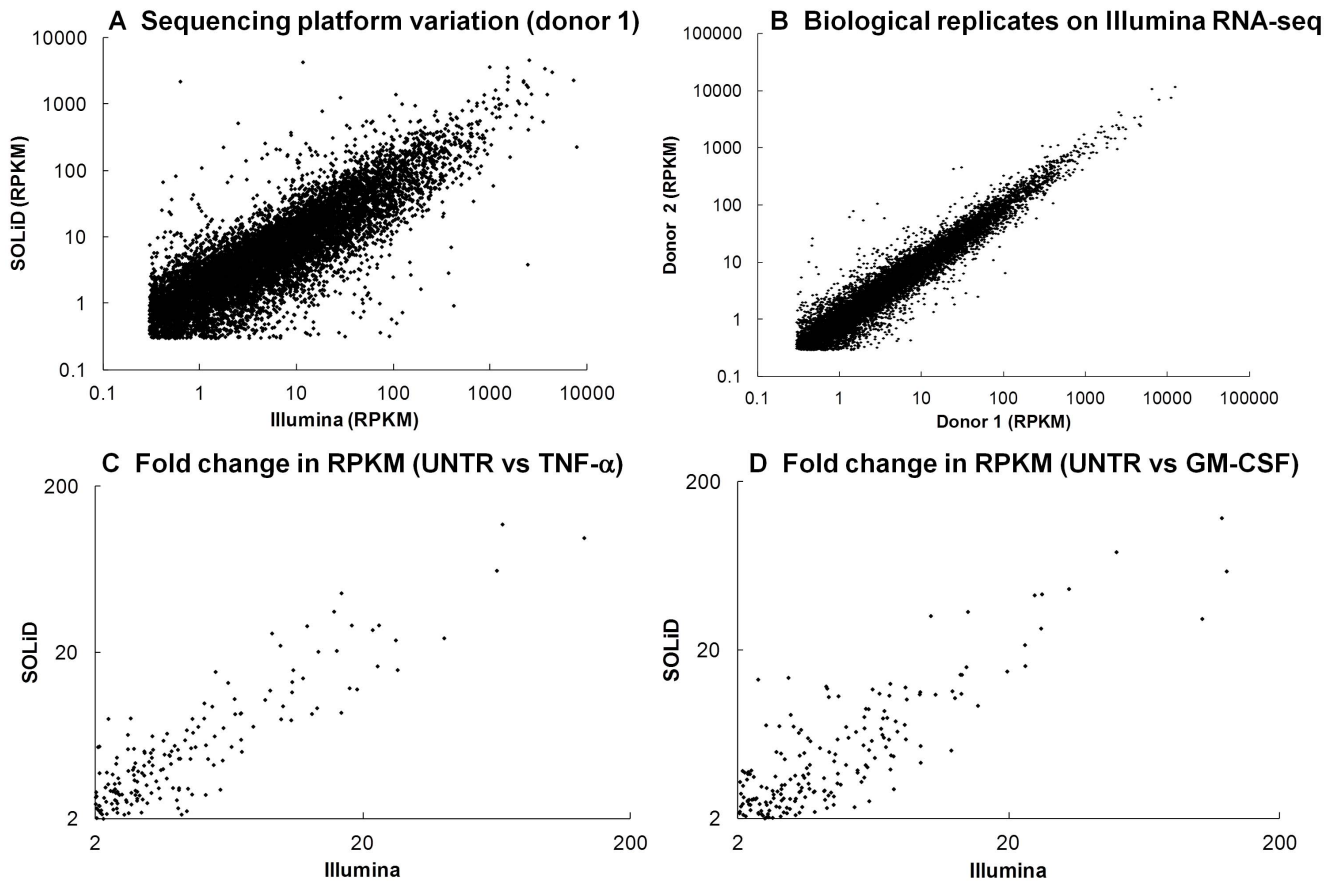 A Sequencing platform variation (donor 1)
10000
1000
100
10
1
0.1
SOLiD (RPKM)
0.1 1 10 100 1000 10000
Illumina (RPKM)
B Biological replicates on Illumina RNA-seq
100000
10000
1000
100
10
1
0.1
Donor 2 (RPKM)
0.1 1 10 100 1000 10000 100000
Donor 1 (RPKM)
C Fold change in RPKM (UNTR vs TNF-α)
200
20
2
SOLiD
2 20 200
Illumina
D Fold change in RPKM (UNTR vs GM-CSF)
200
20
2
SOLiD
2 20 200
Illumina